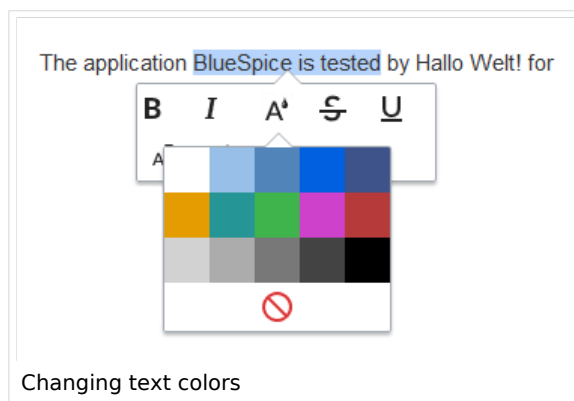 The application BlueSpice is tested by Hallo Welt! for
B I A S U
A
Changing text colors